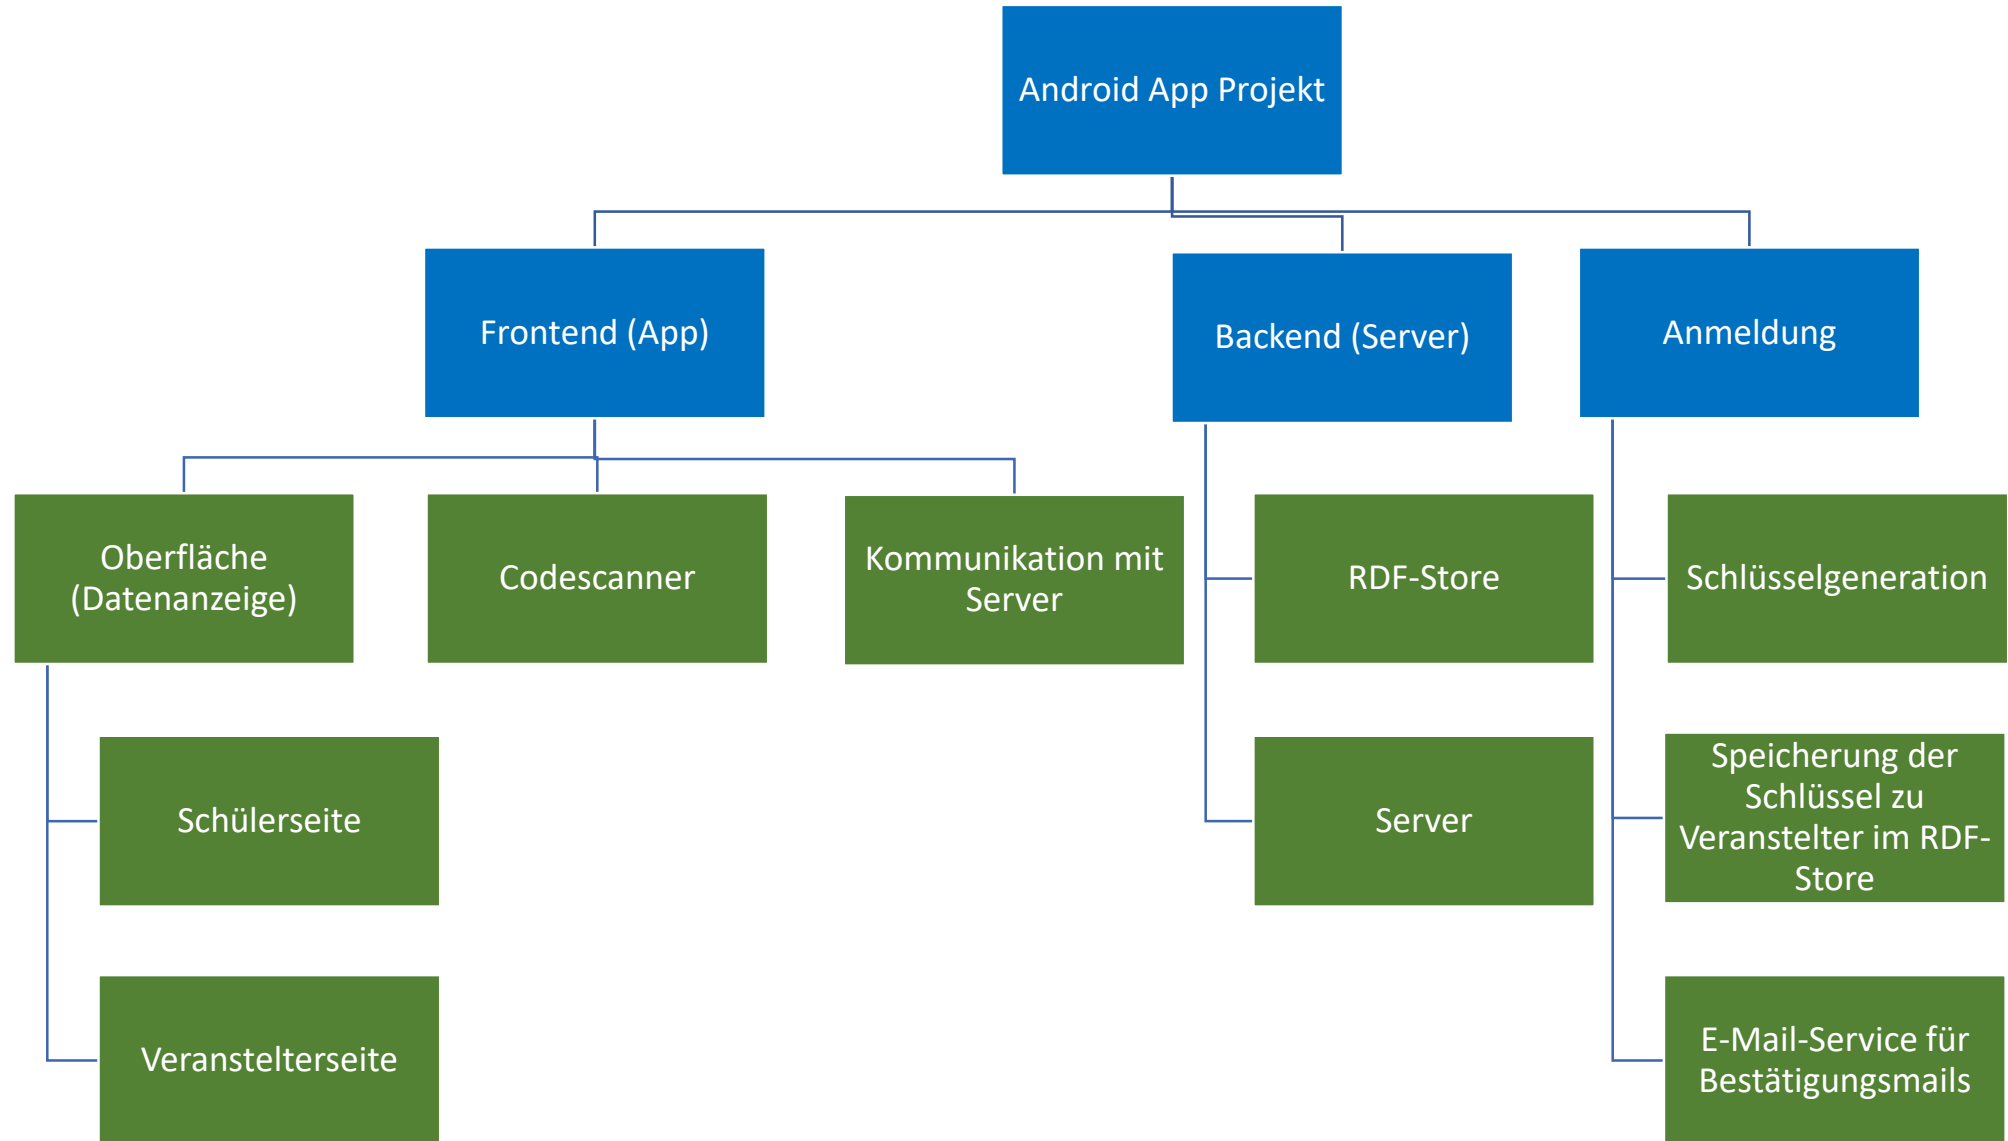 Android App Projekt
Frontend (App)
Backend (Server)
Anmeldung
Oberfläche
(Datenanzeige)
Codescanner
Kommunikation mit
Server
RDF-Store
Schlüsselgeneration
Schülerseite
Server
Speicherung der
Schlüssel zu
Veranstelter im RDF-
Store
Veranstelterseite
E-Mail-Service für
Bestätigungsmails